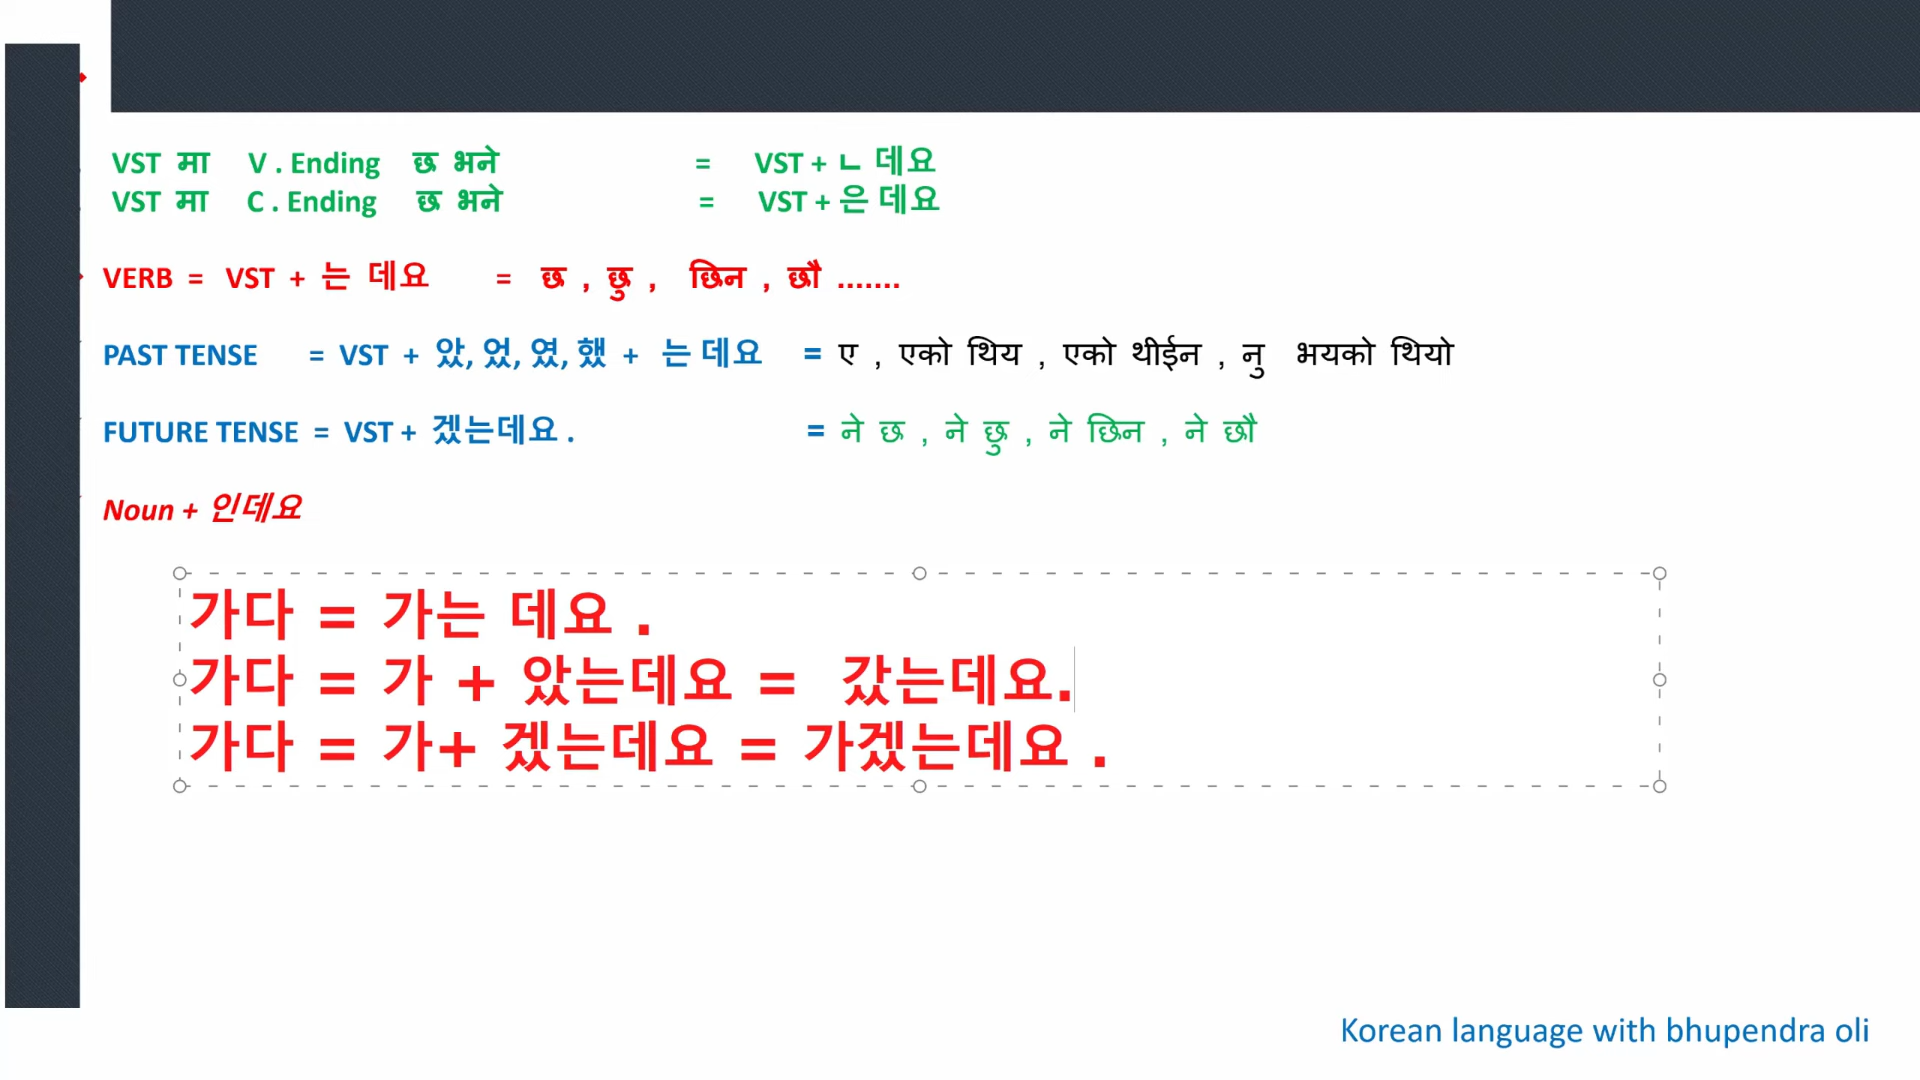 VST मा V . Ending छ भने = VST + ㄴ 데요
VST मा C . Ending छ भने = VST + 은 데요
VERB = VST + 는 데요 = छ , छु , छिन , छौ .......
PAST TENSE = VST + 았, 었, 였, 했 + 는 데요 = ए , एको थिय , एको थीईन , नु भयको थियो
FUTURE TENSE = VST + 겠는데요 . = ने छ , ने छु , ने छिन , ने छौ
Noun + 인데요
가다 = 가는 데요 .
가다 = 가 + 았는데요 = 갔는데요.
가다 = 가+ 겠는데요 = 가겠는데요 .
Korean language with bhupendra oli